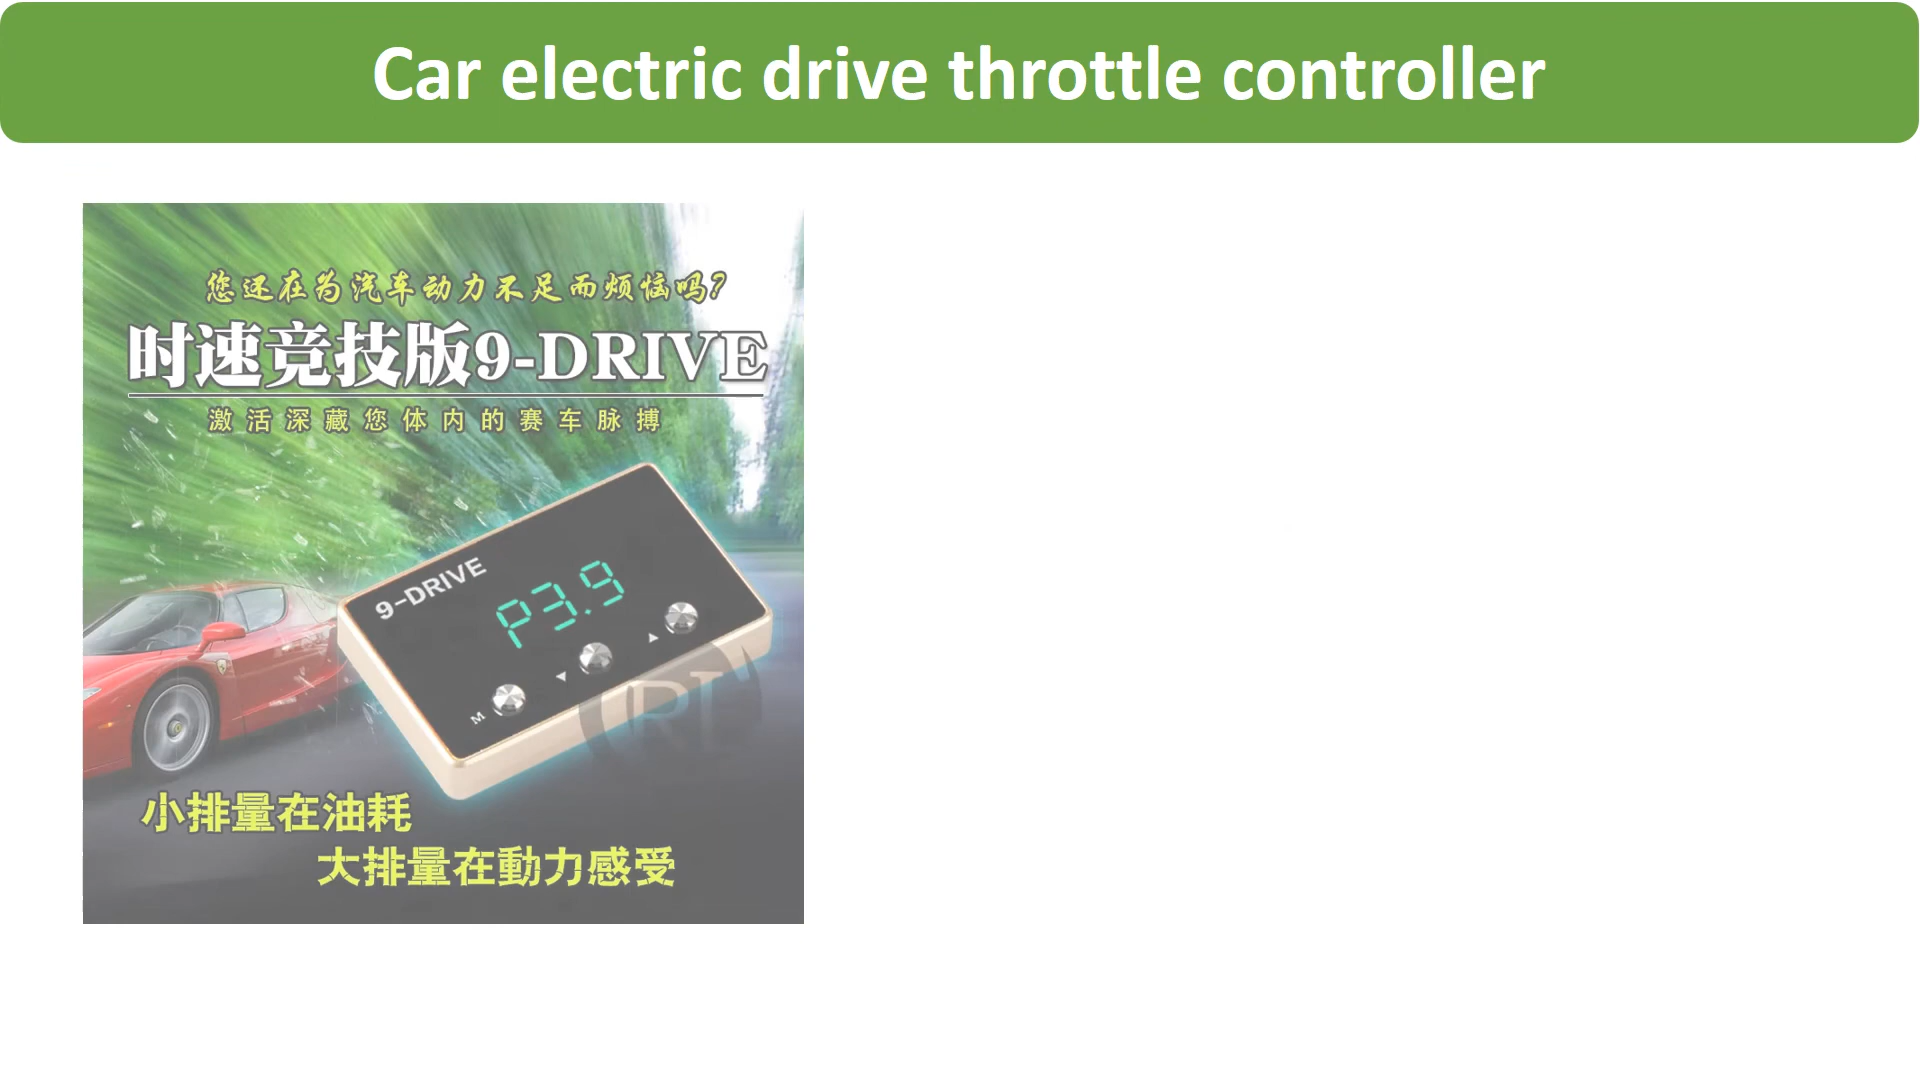 Car electric drive throttle controller
您还在为汽车动力不足而烦恼吗?
时速竞技版9-DRIVE
激活深藏您体内的赛车脉搏
9-DRIVE
P3.9
M
RL
小排量在油耗
大排量在動力感受